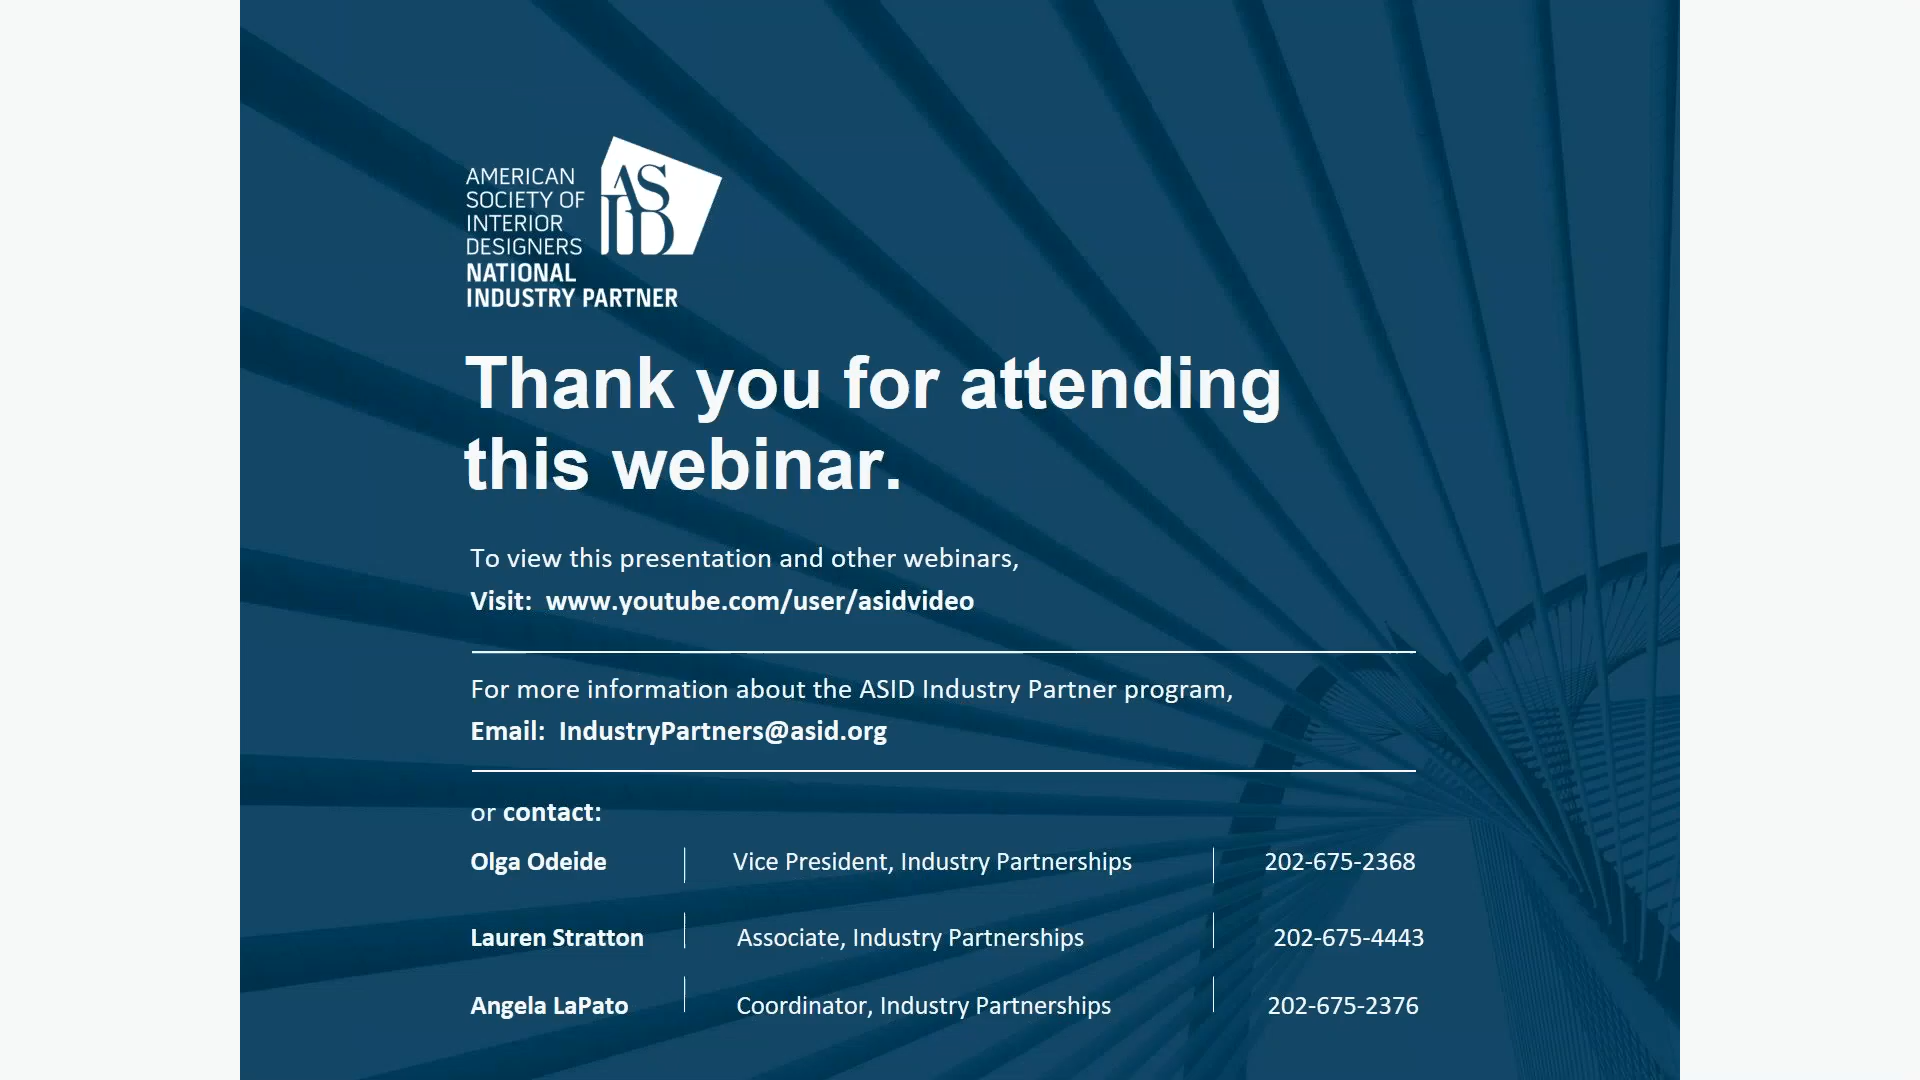 AMERICAN
SOCIETY OF
INTERIOR
DESIGNERS
ASID
NATIONAL
INDUSTRY PARTNER
Thank you for attending
this webinar.
To view this presentation and other webinars,
Visit: www.youtube.com/user/asidvideo
For more information about the ASID Industry Partner program,
Email: IndustryPartners@asid.org
or contact:
Olga Odeide Vice President, Industry Partnerships 202-675-2368
Lauren Stratton Associate, Industry Partnerships 202-675-4443
Angela LaPato Coordinator, Industry Partnerships 202-675-2376